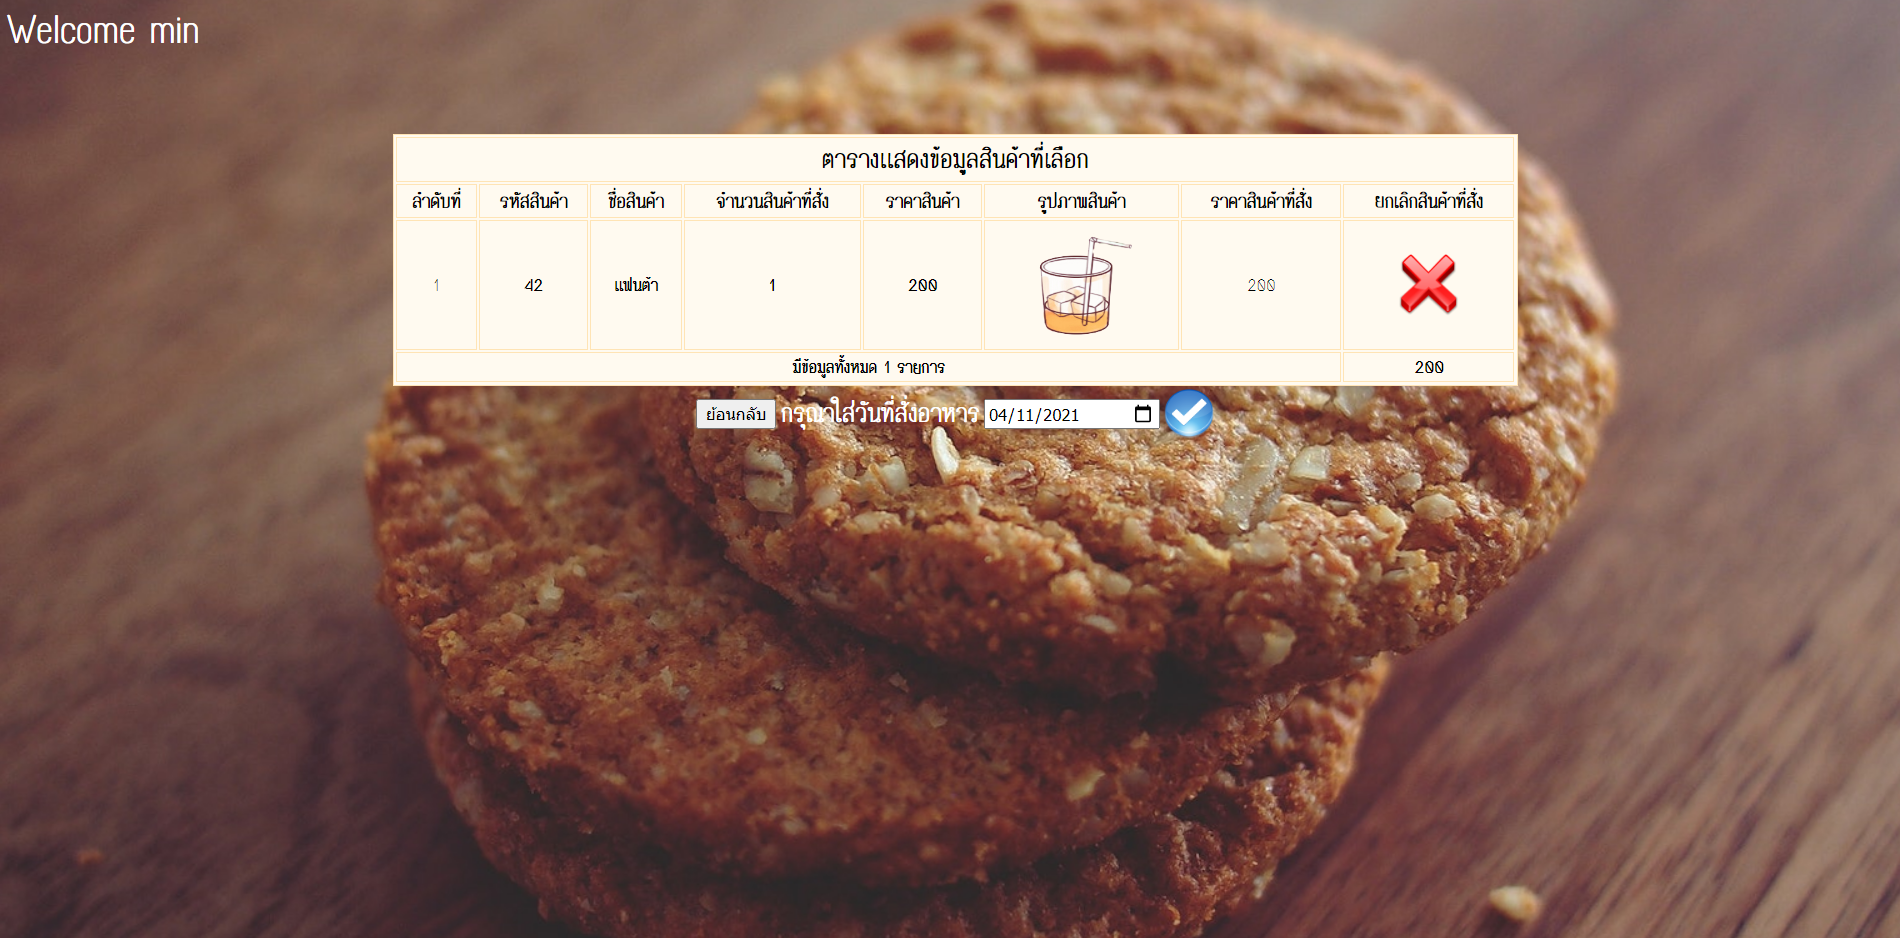 Welcome min
ตารางแสดงข้อมูลสินค้าที่เลือก
ลำดับที่ รหัสสินค้า ชื่อสินค้า จำนวนสินค้าที่สั่ง ราคาสินค้า รูปภาพสินค้า ราคาสินค้าที่สั่ง ยกเลิกสินค้าที่สั่ง
1 42 แฟนต้า 1 200 200
มีข้อมูลทั้งหมด 1 รายการ 200
ย้อนกลับ กรุณาใส่วันที่สั่งอาหาร 04/11/2021